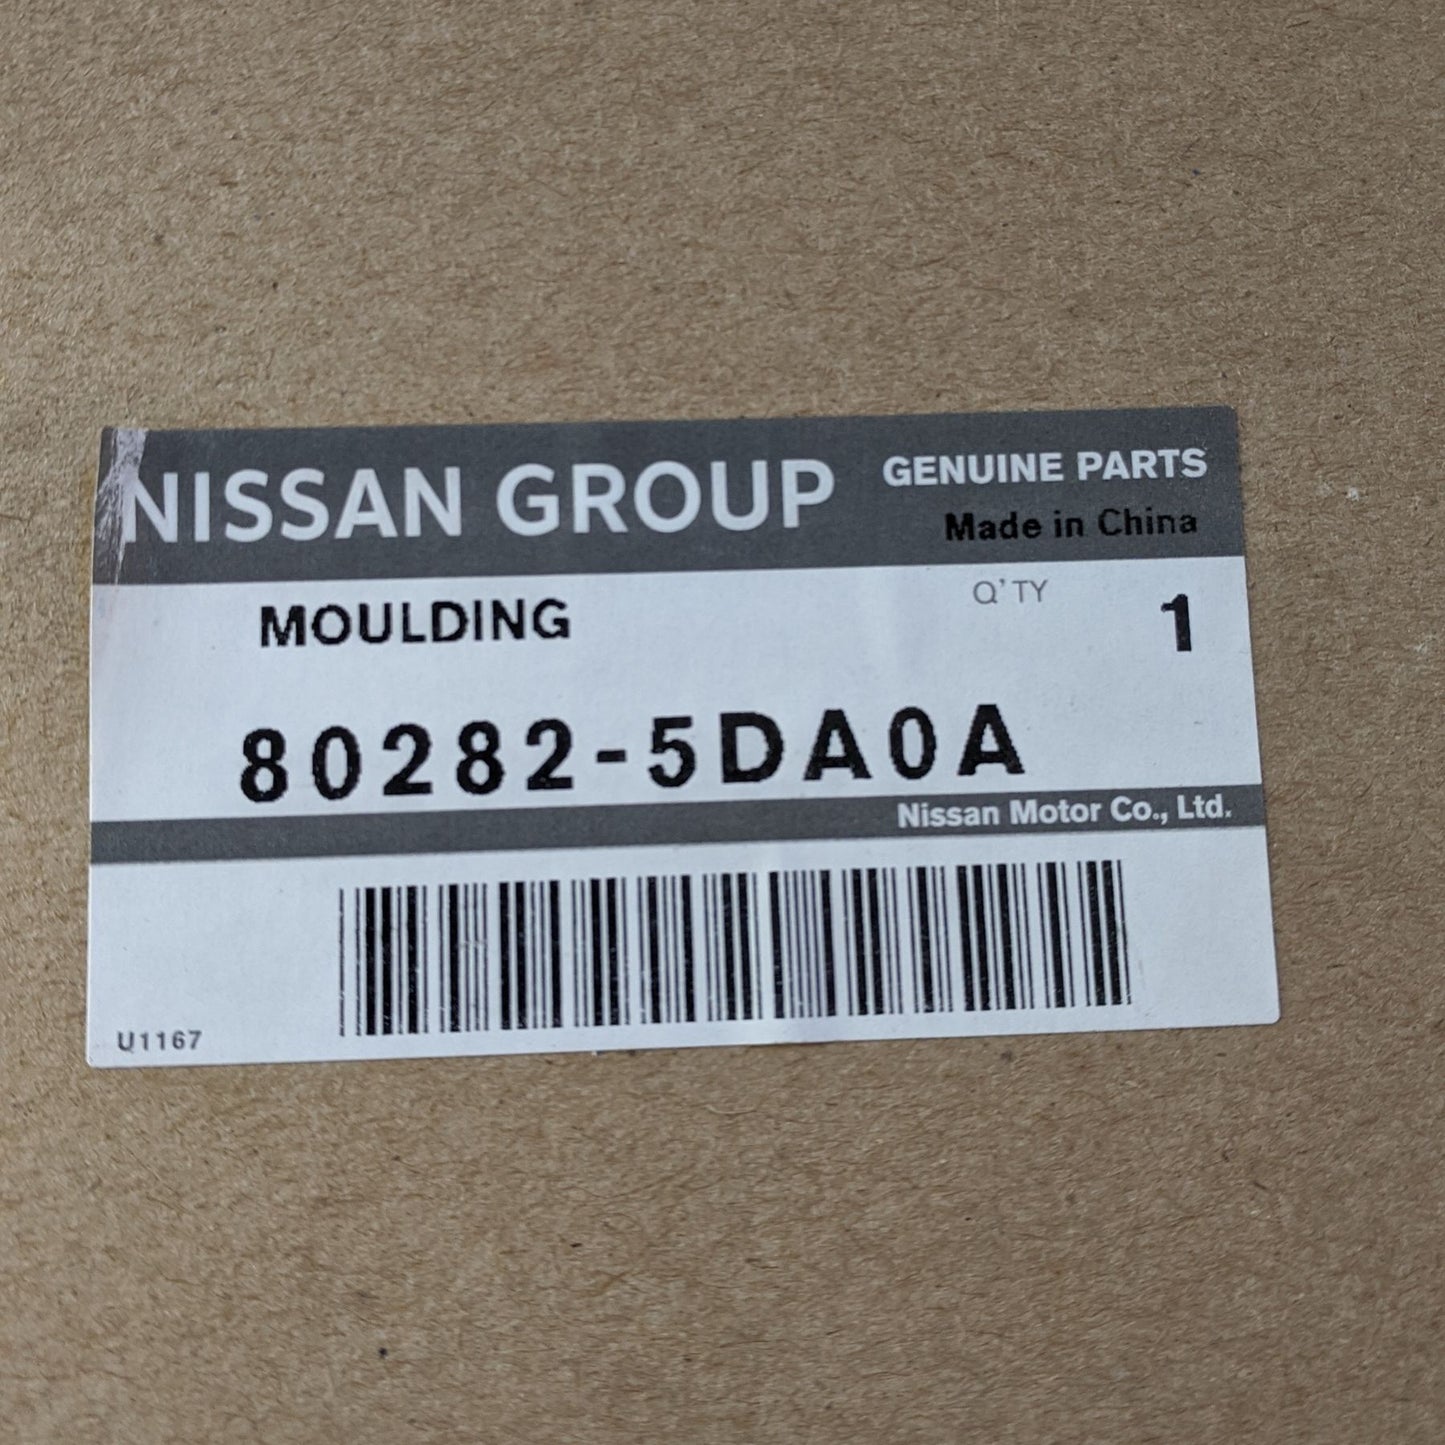 NISSAN GROUP
GENUINE PARTS
Made in China
MOULDING
Q'TY
1
80282-5DA0A
Nissan Motor Co., Ltd.
U1167